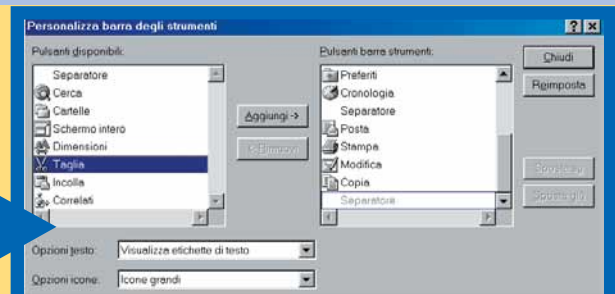 Personalizza barra degli strumenti
Pulsanti disponibili:
Separatore
Cerca
Cartelle
Schermo intero
Dimensioni
Taglia
Incolla
Correlati
Aggiungi ->
<- Rimuovi
Pulsanti barra strumenti:
Preferiti
Cronologia
Separatore
Posta
Stampa
Modifica
Copia
Separatore
Chiudi
Reimposta
Sposta su
Sposta giù
Opzioni testo: Visualizza etichette di testo
Opzioni icone: Icone grandi